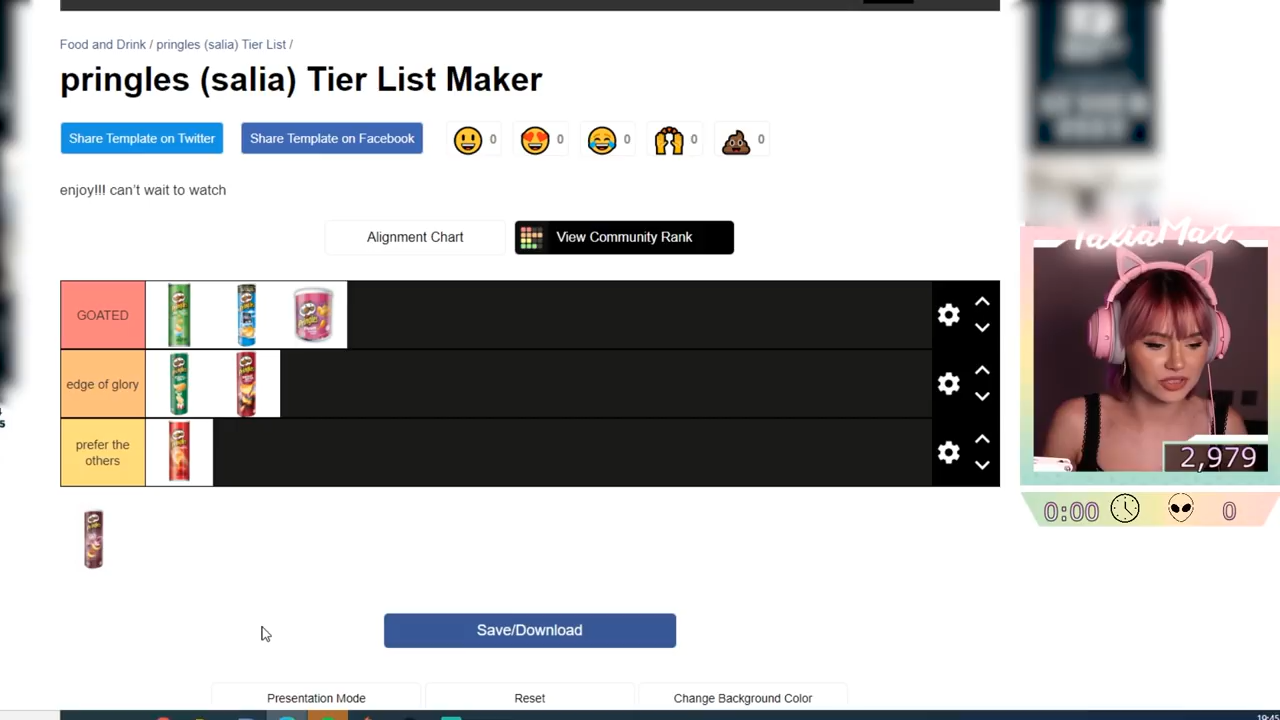 Food and Drink / pringles (salia) Tier List /
pringles (salia) Tier List Maker
Share Template on Twitter
Share Template on Facebook
0
0
0
0
0
enjoy!!! can't wait to watch
Alignment Chart
View Community Rank
TaliaMar
GOATED
edge of glory
prefer the others
2,979
0:00
0
Save/Download
Presentation Mode
Reset
Change Background Color